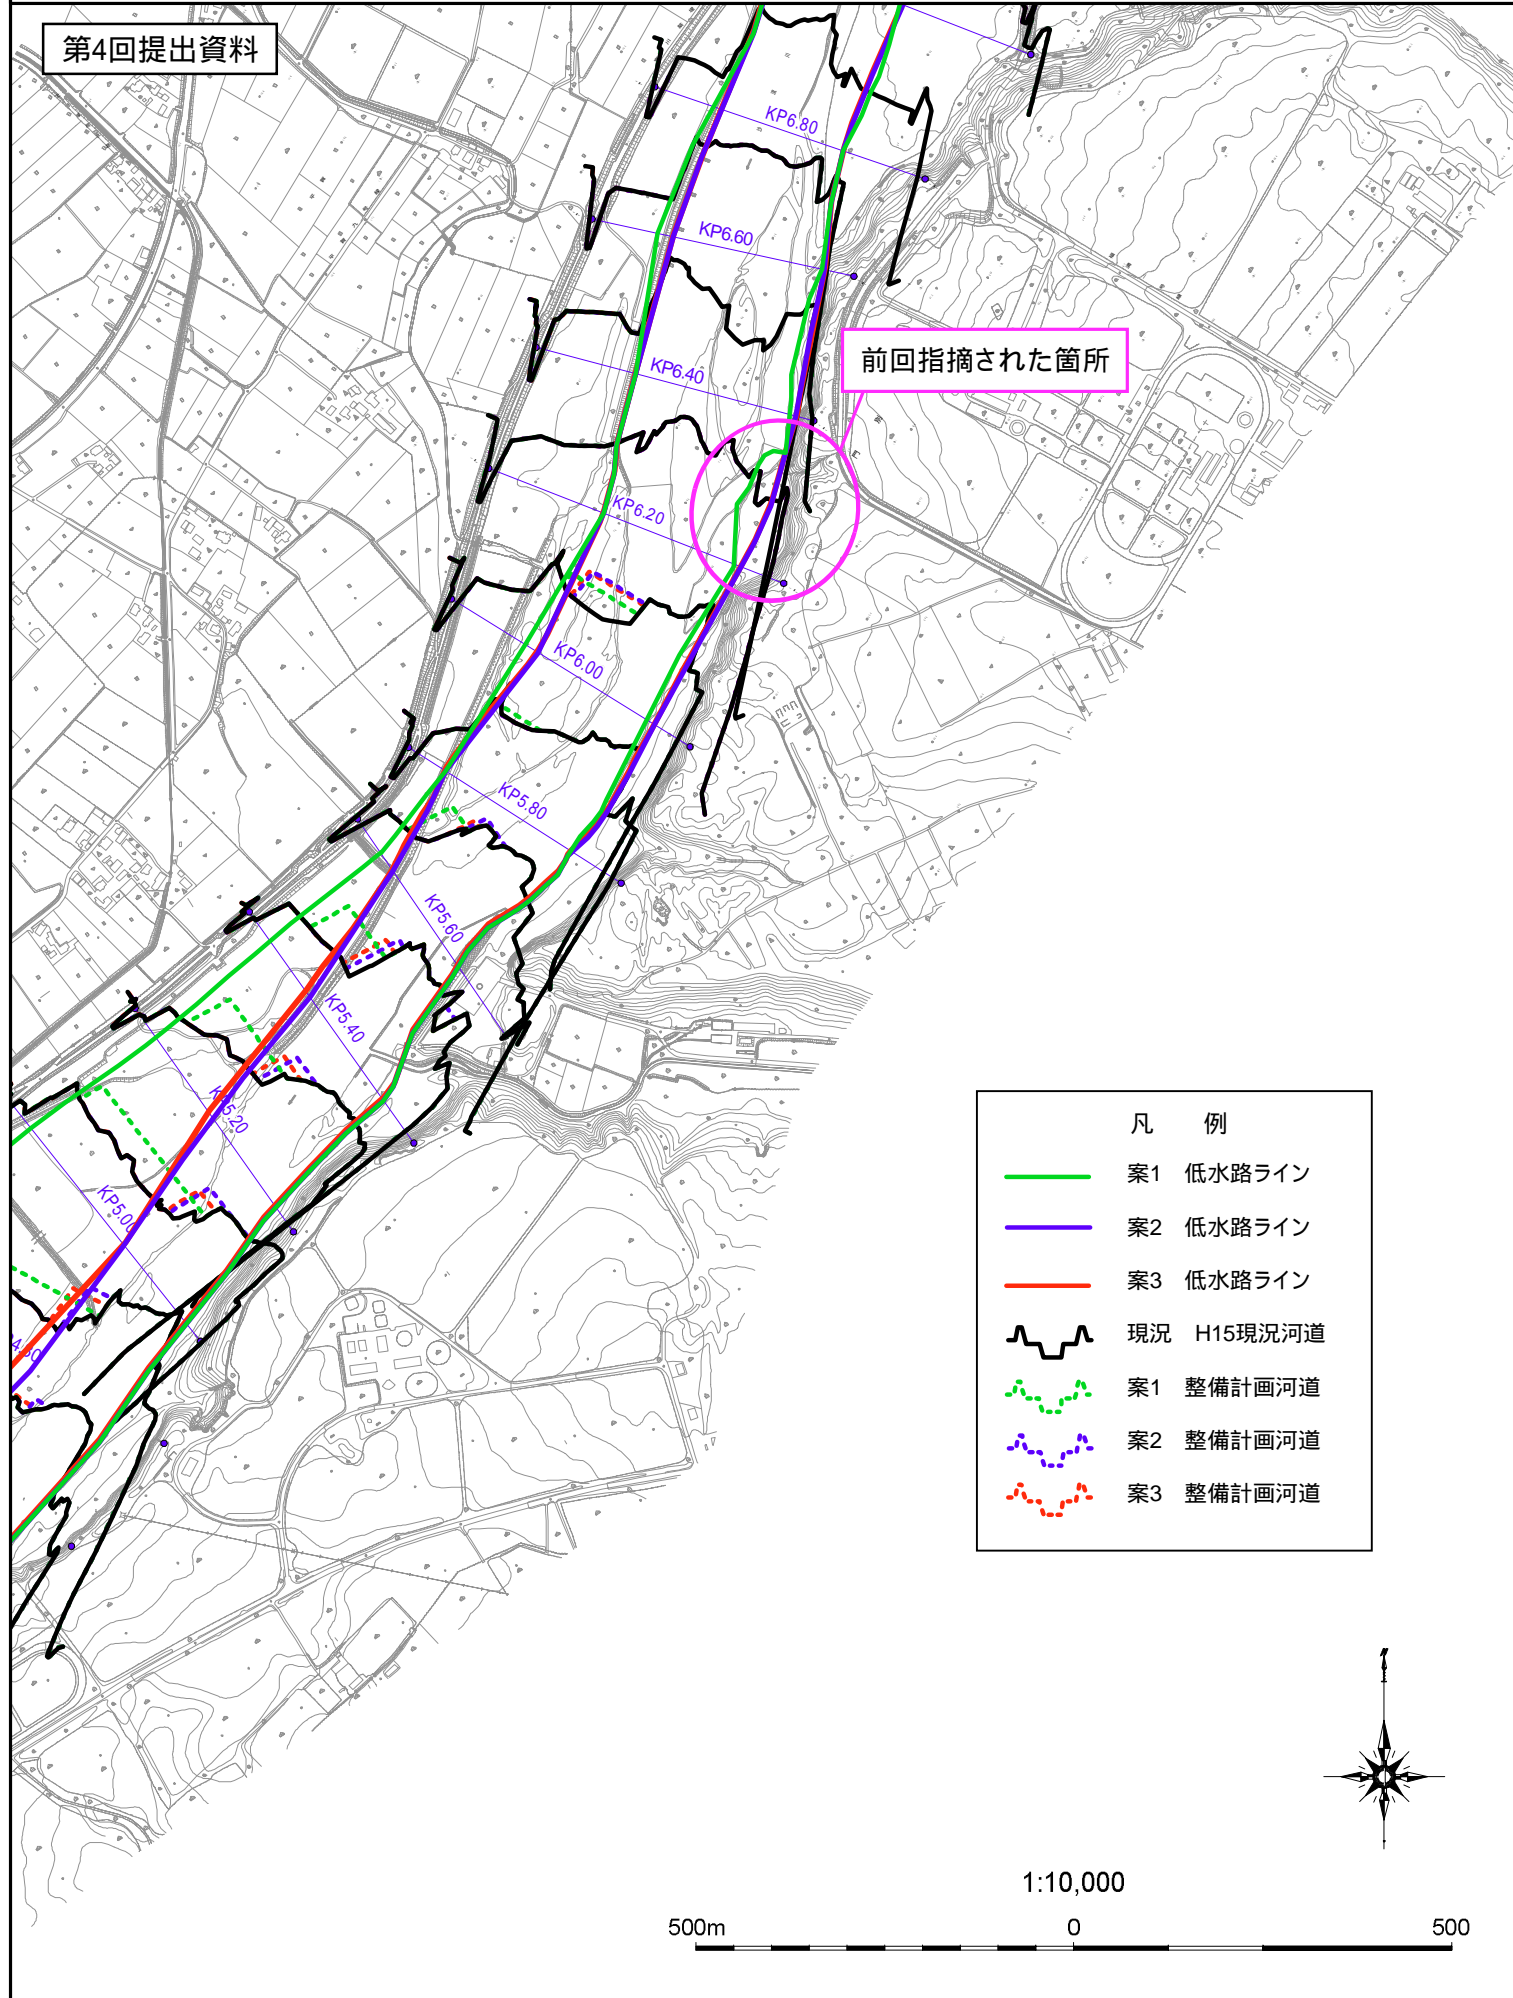 第4回提出資料
KP6.80
KP6.60
前回指摘された箇所
KP6.40
KP6.20
KP6.00
KP5.80
KP5.60
KP5.40
KP5.20
KP5.00
凡 例
案1 低水路ライン
案2 低水路ライン
案3 低水路ライン
現況 H15現況河道
案1 整備計画河道
案2 整備計画河道
案3 整備計画河道
1:10,000
500m 0 500